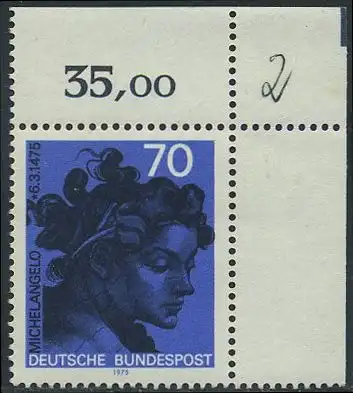 35,00
2
70
MICHELANGELO *6.3.1475
DEUTSCHE BUNDESPOST
1975